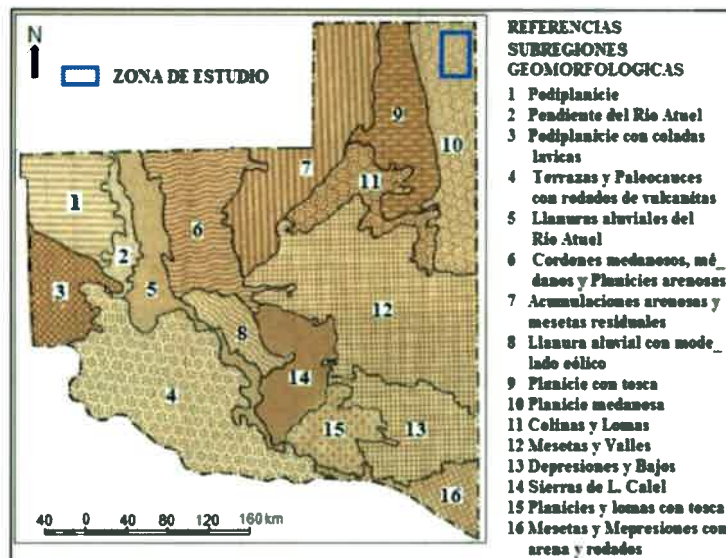 N
ZONA DE ESTUDIO
1
2
3
4
5
6
7
8
9
10
11
12
13
14
15
16
40 0 40 80 120 160 km
REFERENCIAS
SUBREGIONES
GEOMORFOLOGICAS
1 Pediplanicie
2 Pendiente del Río Atuel
3 Pediplanicie con coladas
lavicas
4 Terrazas y Paleocauces
con rodados de vulcanitas
5 Llanuras aluviales del
Río Atuel
6 Cordones medanosos, mé_
danos y Planicies arenosas
7 Acumulaciones arenosas y
mesetas residuales
8 Llanura aluvial con mode_
lado eólico
9 Planicie con tosca
10 Planicie medanosa
11 Colinas y Lomas
12 Mesetas y Valles
13 Depresiones y Bajos
14 Sierras de L. Calel
15 Planicies y lomas con tosca
16 Mesetas y Mepresiones con
arena y rodados